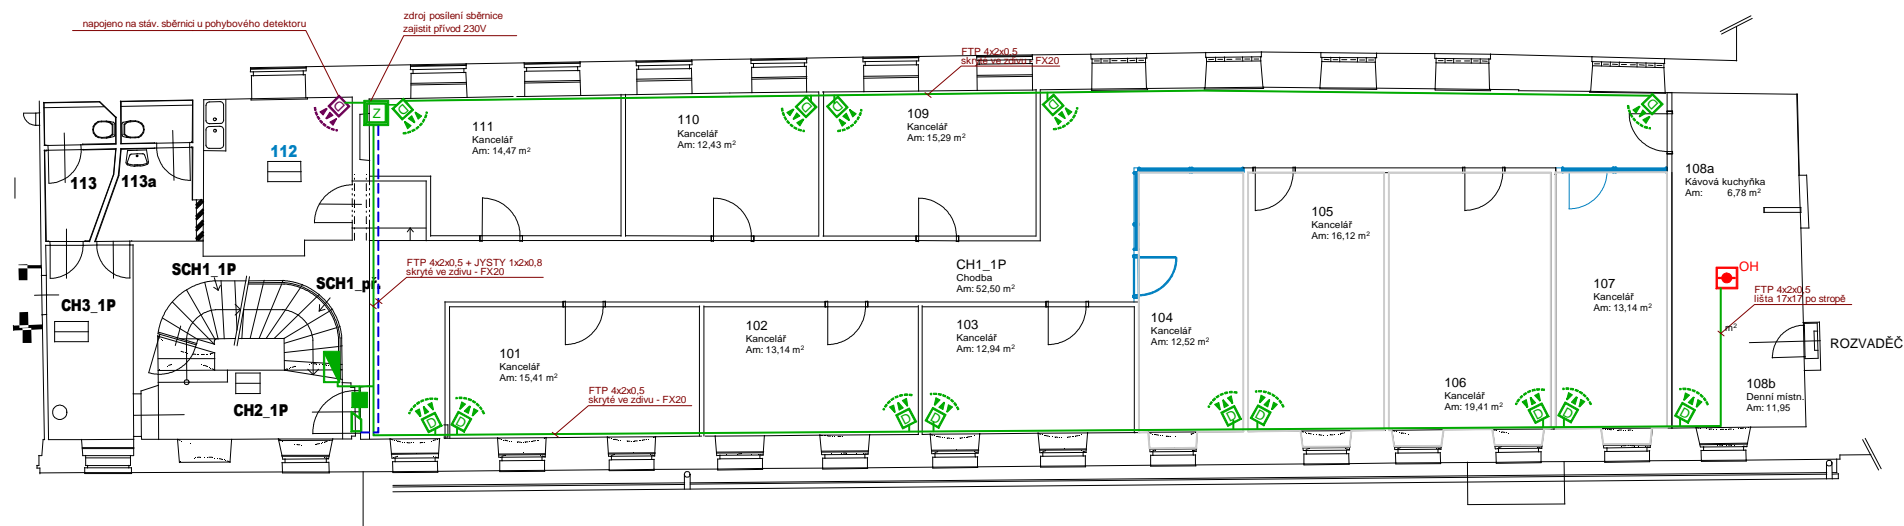 napojeno na stáv. sběrnici u pohybového detektoru
zdroj posílení sběrnice
zajistit přívod 230V
FTP 4x2x0,5
skryté ve zdivu - FX20
Z
111
Kancelář
Am: 14,47 m²
110
Kancelář
Am: 12,43 m²
109
Kancelář
Am: 15,29 m²
112
113
113a
108a
Kávová kuchyňka
Am: 6,78 m²
105
Kancelář
Am: 16,12 m²
SCH1_1P
SCH1_př.
CH3_1P
FTP 4x2x0,5 + JYSTY 1x2x0,8
skryté ve zdivu - FX20
CH1_1P
Chodba
Am: 52,50 m²
OH
FTP 4x2x0,5
lišta 17x17 po stropě
107
Kancelář
Am: 13,14 m²
104
Kancelář
Am: 12,52 m²
102
Kancelář
Am: 13,14 m²
103
Kancelář
Am: 12,94 m²
m²
ROZVADĚČ
101
Kancelář
Am: 15,41 m²
FTP 4x2x0,5
skryté ve zdivu - FX20
106
Kancelář
Am: 19,41 m²
108b
Denní místn.
Am: 11,95
CH2_1P